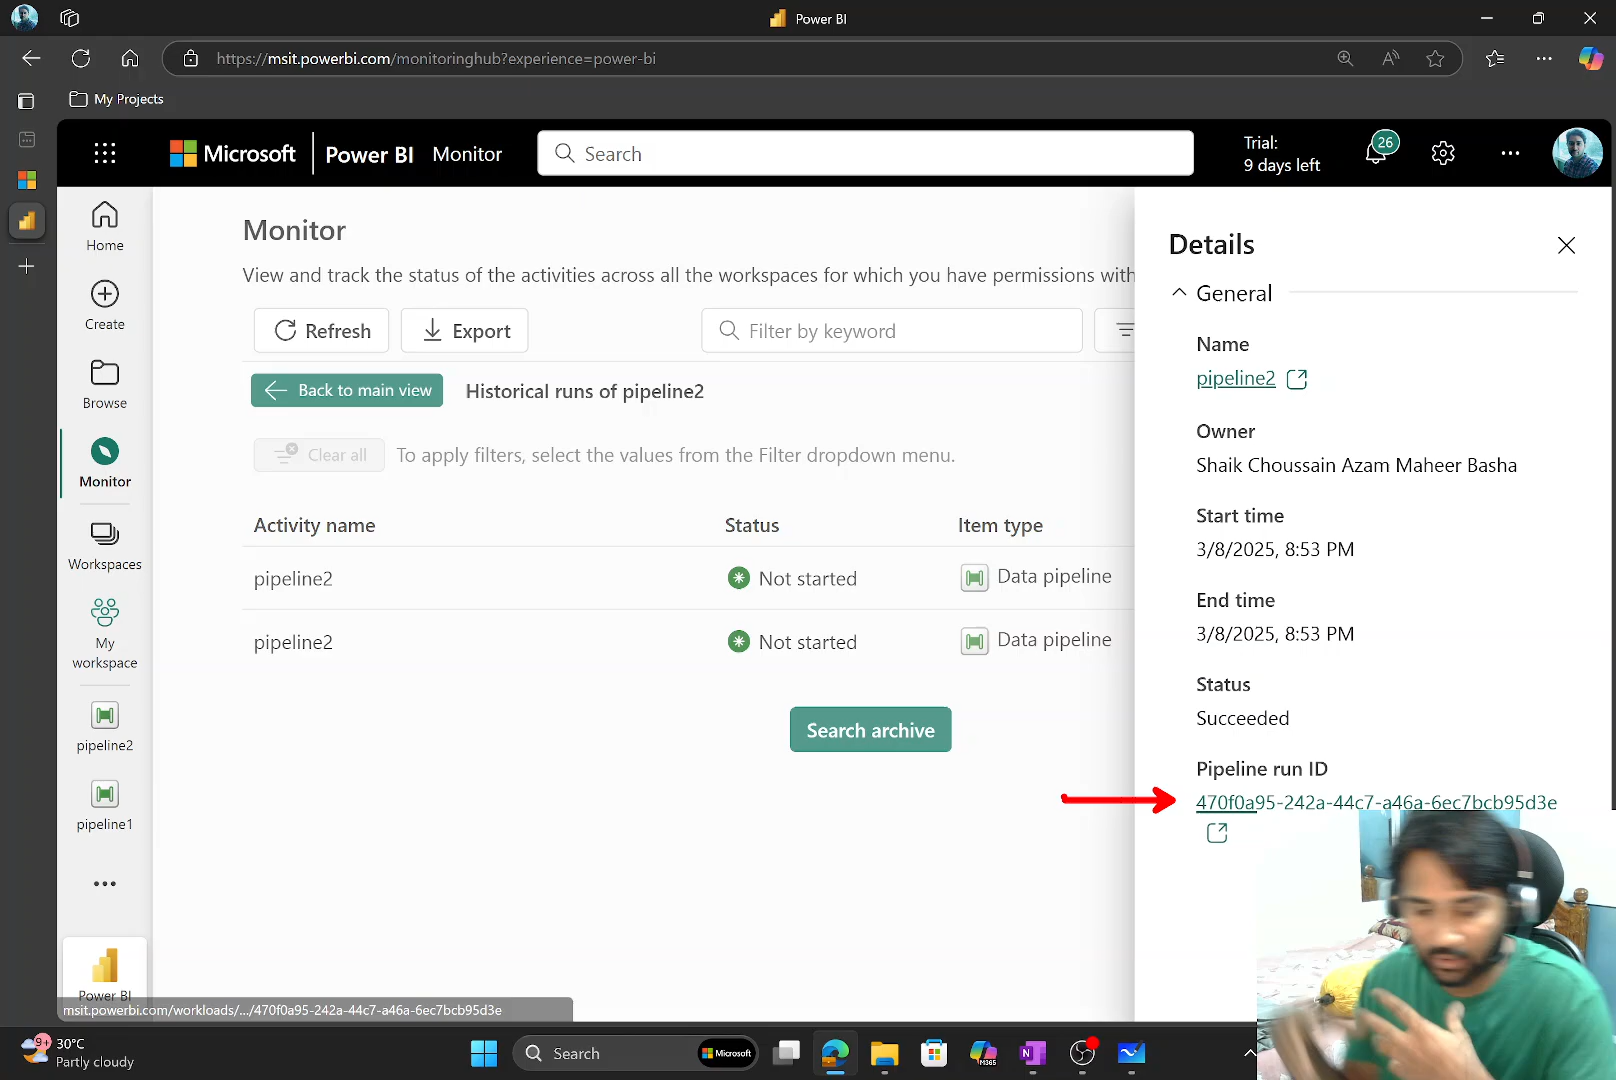 Power BI
https://msit.powerbi.com/monitoringhub?experience=power-bi
My Projects
Microsoft
Power BI
Monitor
Search
Trial:
9 days left
26
Home
Create
Browse
Monitor
Workspaces
My
workspace
pipeline2
pipeline1
Power BI
Monitor
View and track the status of the activities across all the workspaces for which you have permissions with
Refresh
Export
Filter by keyword
Back to main view
Historical runs of pipeline2
Clear all
To apply filters, select the values from the Filter dropdown menu.
Activity name
Status
Item type
pipeline2
Not started
Data pipeline
pipeline2
Not started
Data pipeline
Search archive
Details
General
Name
pipeline2
Owner
Shaik Choussain Azam Maheer Basha
Start time
3/8/2025, 8:53 PM
End time
3/8/2025, 8:53 PM
Status
Succeeded
Pipeline run ID
470f0a95-242a-44c7-a46a-6ec7bcb95d3e
msit.powerbi.com/workloads/.../470f0a95-242a-44c7-a46a-6ec7bcb95d3e
9+
30°C
Partly cloudy
Search
Microsoft
M365